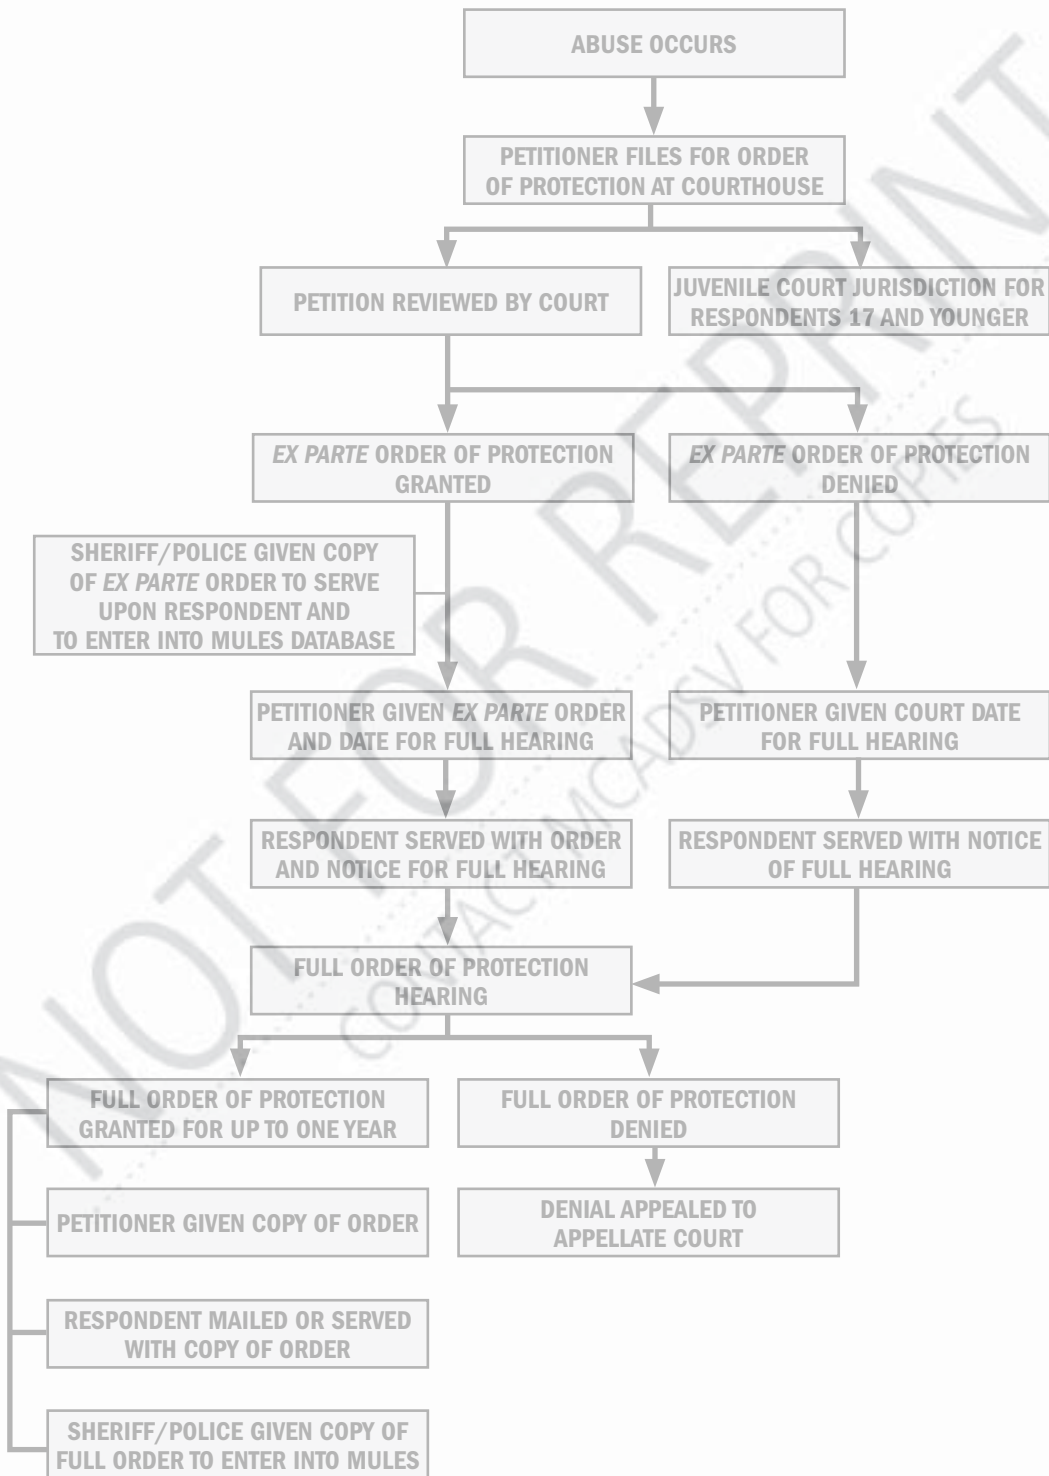 ABUSE OCCURS
PETITIONER FILES FOR ORDER
OF PROTECTION AT COURTHOUSE
PETITION REVIEWED BY COURT
JUVENILE COURT JURISDICTION FOR
RESPONDENTS 17 AND YOUNGER
EX PARTE ORDER OF PROTECTION
GRANTED
EX PARTE ORDER OF PROTECTION
DENIED
SHERIFF/POLICE GIVEN COPY
OF EX PARTE ORDER TO SERVE
UPON RESPONDENT AND
TO ENTER INTO MULES DATABASE
PETITIONER GIVEN EX PARTE ORDER
AND DATE FOR FULL HEARING
PETITIONER GIVEN COURT DATE
FOR FULL HEARING
RESPONDENT SERVED WITH ORDER
AND NOTICE FOR FULL HEARING
RESPONDENT SERVED WITH NOTICE
OF FULL HEARING
FULL ORDER OF PROTECTION
HEARING
FULL ORDER OF PROTECTION
GRANTED FOR UP TO ONE YEAR
FULL ORDER OF PROTECTION
DENIED
PETITIONER GIVEN COPY OF ORDER
DENIAL APPEALED TO
APPELLATE COURT
RESPONDENT MAILED OR SERVED
WITH COPY OF ORDER
SHERIFF/POLICE GIVEN COPY OF
FULL ORDER TO ENTER INTO MULES
NOT FOR REPRINT
CONTACT MCADSV FOR COPIES